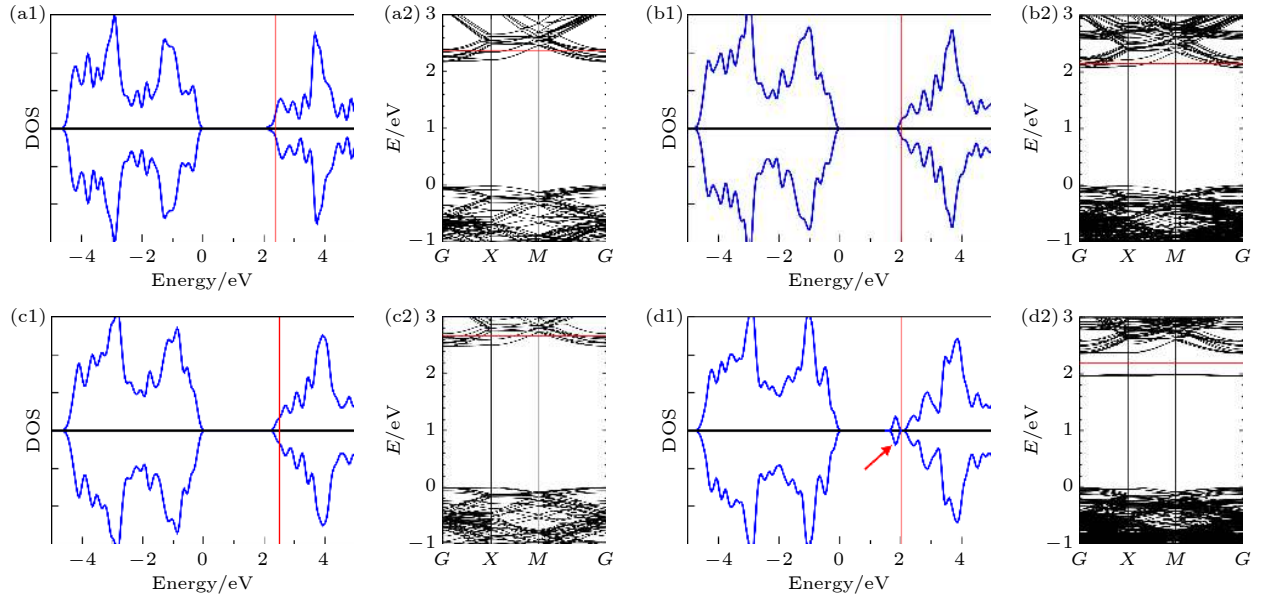 (a1)
DOS
−4 −2 0 2 4
Energy/eV
(a2)
3
2
1
0
−1
E/eV
G X M G
(b1)
DOS
−4 −2 0 2 4
Energy/eV
(b2)
3
2
1
0
−1
E/eV
G X M G
(c1)
DOS
−4 −2 0 2 4
Energy/eV
(c2)
3
2
1
0
−1
E/eV
G X M G
(d1)
DOS
−4 −2 0 2 4
Energy/eV
(d2)
3
2
1
0
−1
E/eV
G X M G